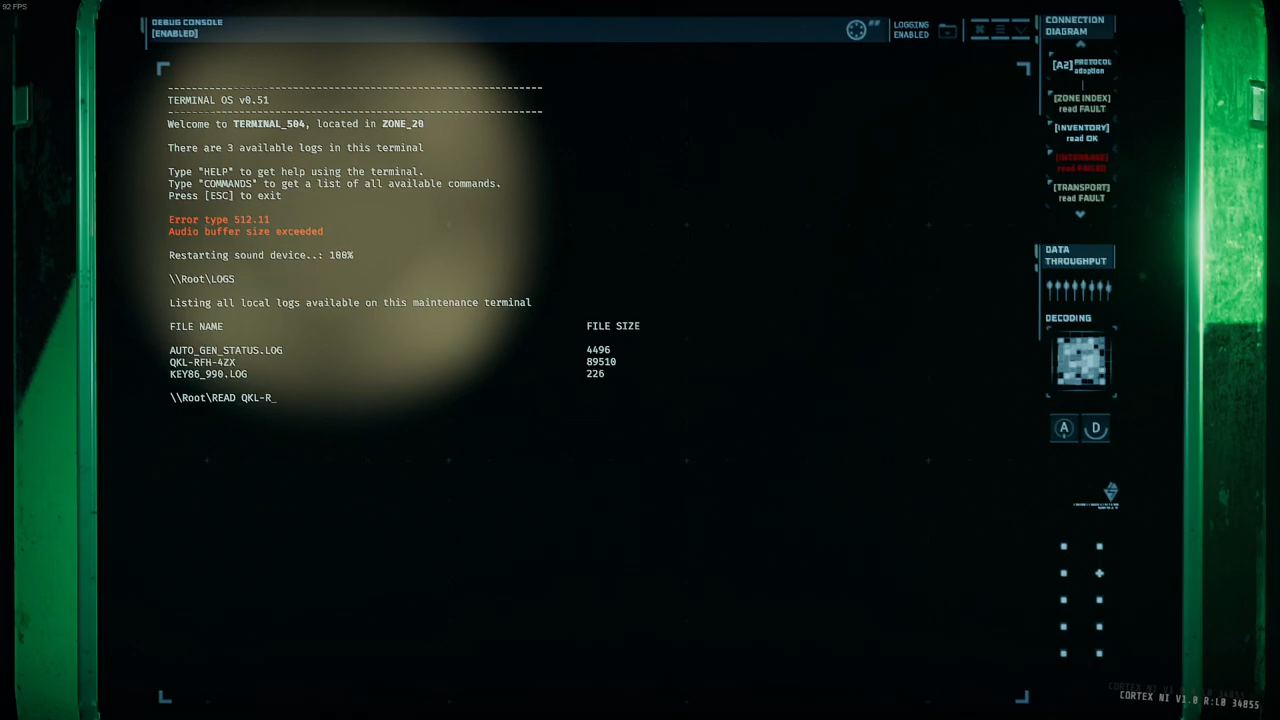 92 FPS
DEBUG CONSOLE
[ENABLED]
LOGGING
ENABLED
CONNECTION
DIAGRAM
[A2] PROTOCOL
adoption
[ZONE INDEX]
read FAULT
[INVENTORY]
read OK
read FAILED
[TRANSPORT]
read FAULT
DATA
THROUGHPUT
DECODING
A D
--------------------------------------------------------------
TERMINAL OS v0.51
--------------------------------------------------------------
Welcome to TERMINAL_504, located in ZONE_20
There are 3 available logs in this terminal
Type "HELP" to get help using the terminal.
Type "COMMANDS" to get a list of all available commands.
Press [ESC] to exit
Error type 512.11
Audio buffer size exceeded
Restarting sound device..: 100%
\\Root\LOGS
Listing all local logs available on this maintenance terminal
FILE NAME FILE SIZE
AUTO_GEN_STATUS.LOG 4496
QKL-RFH-4ZX 89510
KEY86_990.LOG 226
\\Root\READ QKL-R_
CORTEX NI V1.0 R:L0 34855